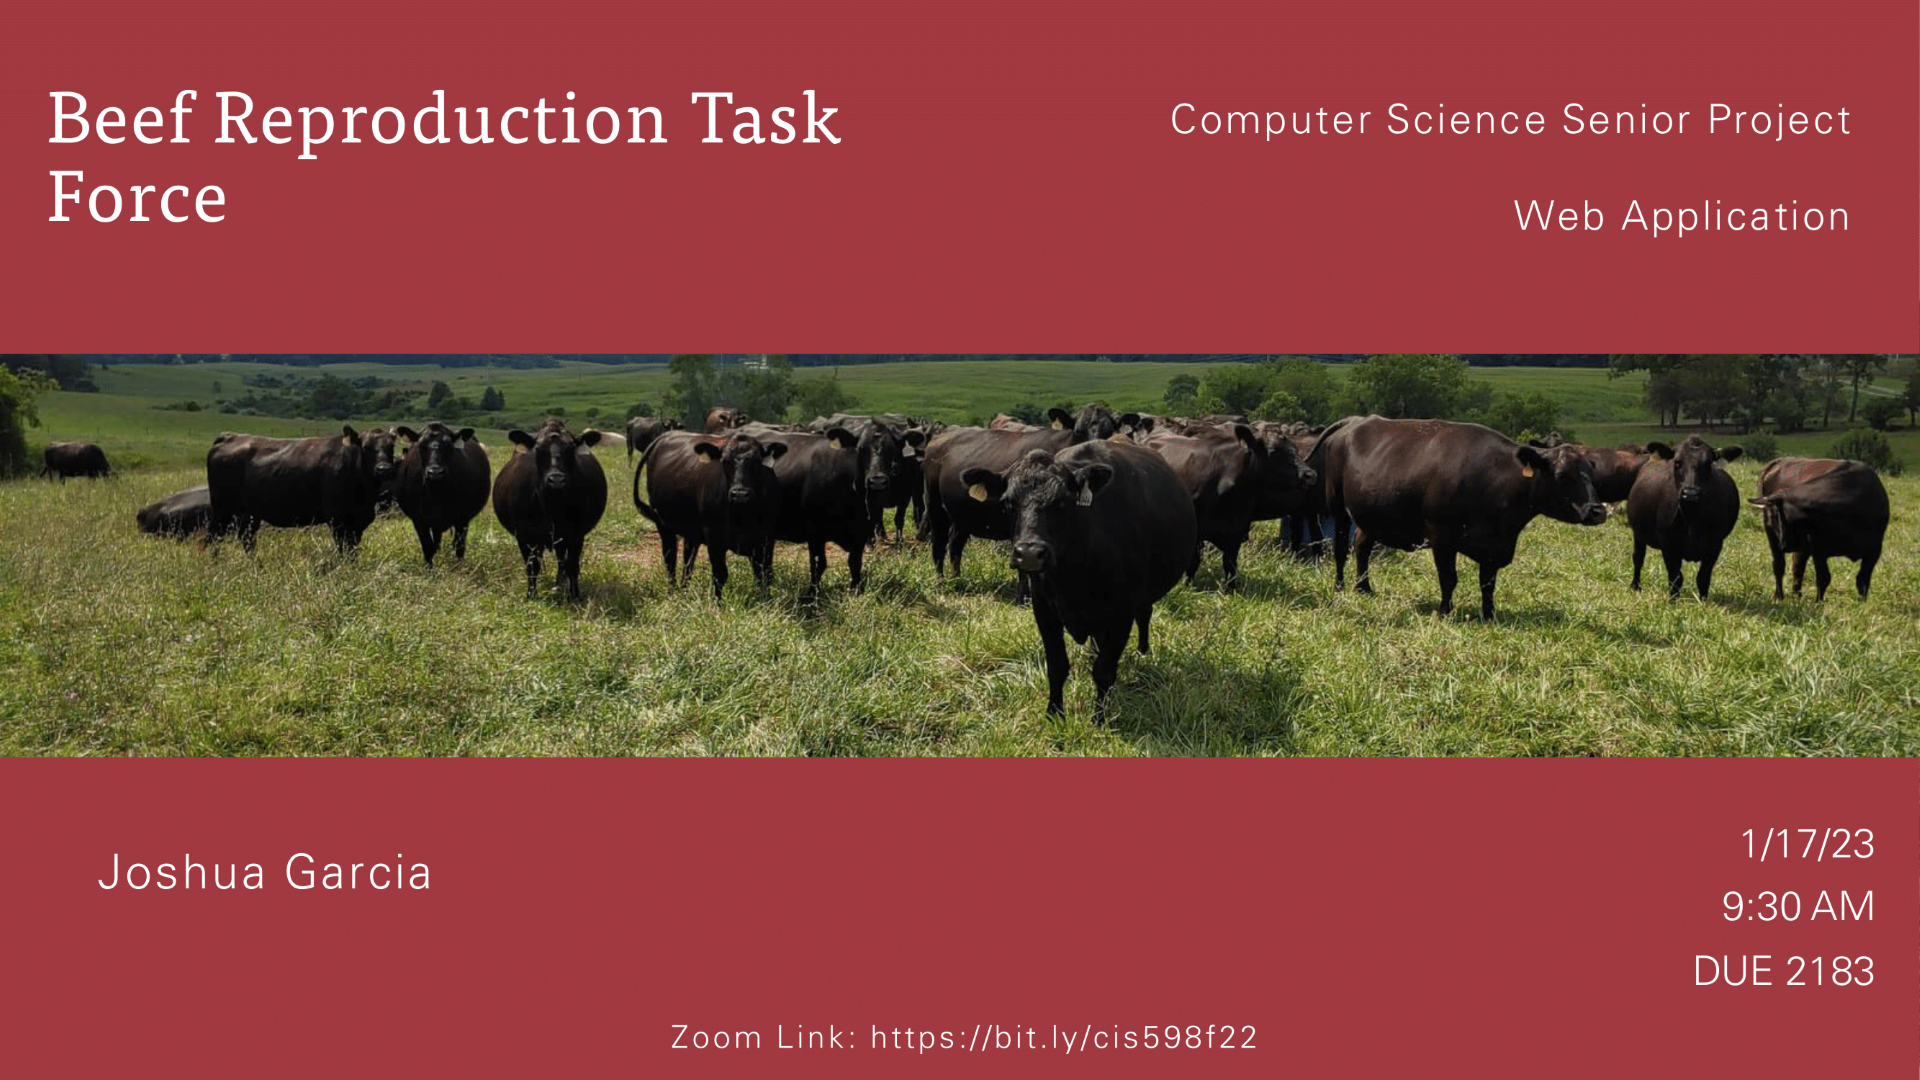 Beef Reproduction Task
Force
Computer Science Senior Project
Web Application
Joshua Garcia
1/17/23
9:30 AM
DUE 2183
Zoom Link: https://bit.ly/cis598f22